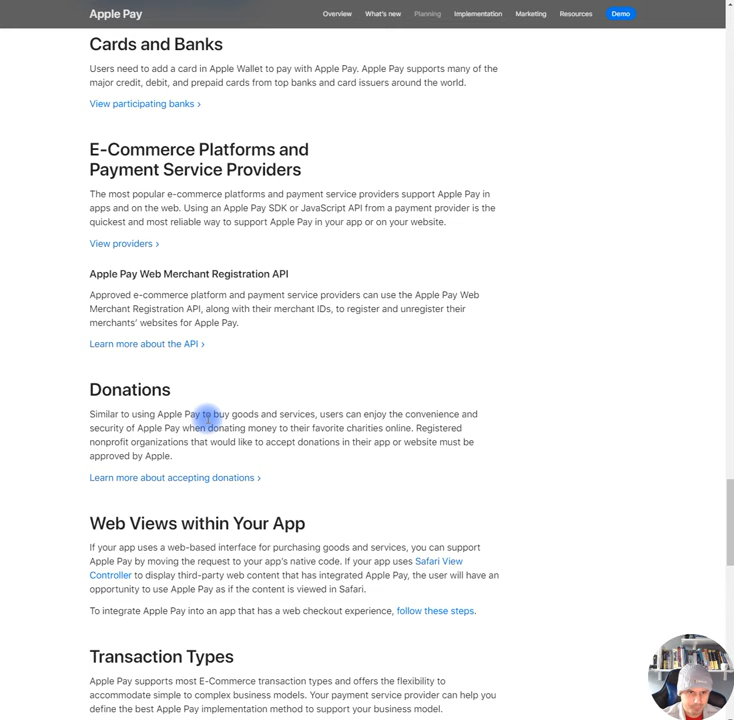 Apple Pay
Overview What's new Planning Implementation Marketing Resources Demo
Cards and Banks
Users need to add a card in Apple Wallet to pay with Apple Pay. Apple Pay supports many of the
major credit, debit, and prepaid cards from top banks and card issuers around the world.
View participating banks ›
E-Commerce Platforms and
Payment Service Providers
The most popular e-commerce platforms and payment service providers support Apple Pay in
apps and on the web. Using an Apple Pay SDK or JavaScript API from a payment provider is the
quickest and most reliable way to support Apple Pay in your app or on your website.
View providers ›
Apple Pay Web Merchant Registration API
Approved e-commerce platform and payment service providers can use the Apple Pay Web
Merchant Registration API, along with their merchant IDs, to register and unregister their
merchants' websites for Apple Pay.
Learn more about the API ›
Donations
Similar to using Apple Pay to buy goods and services, users can enjoy the convenience and
security of Apple Pay when donating money to their favorite charities online. Registered
nonprofit organizations that would like to accept donations in their app or website must be
approved by Apple.
Learn more about accepting donations ›
Web Views within Your App
If your app uses a web-based interface for purchasing goods and services, you can support
Apple Pay by moving the request to your app's native code. If your app uses Safari View
Controller to display third-party web content that has integrated Apple Pay, the user will have an
opportunity to use Apple Pay as if the content is viewed in Safari.
To integrate Apple Pay into an app that has a web checkout experience, follow these steps.
Transaction Types
Apple Pay supports most E-Commerce transaction types and offers the flexibility to
accommodate simple to complex business models. Your payment service provider can help you
define the best Apple Pay implementation method to support your business model.